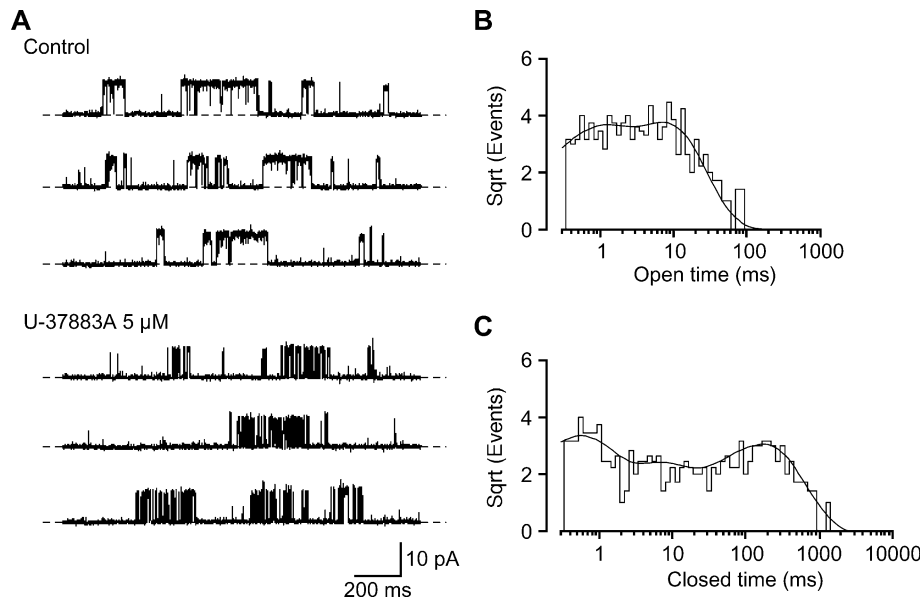 A
Control
U-37883A 5 µM
10 pA
200 ms
B
6
4
2
0
Sqrt (Events)
1 10 100 1000
Open time (ms)
C
6
4
2
0
Sqrt (Events)
1 10 100 1000 10000
Closed time (ms)